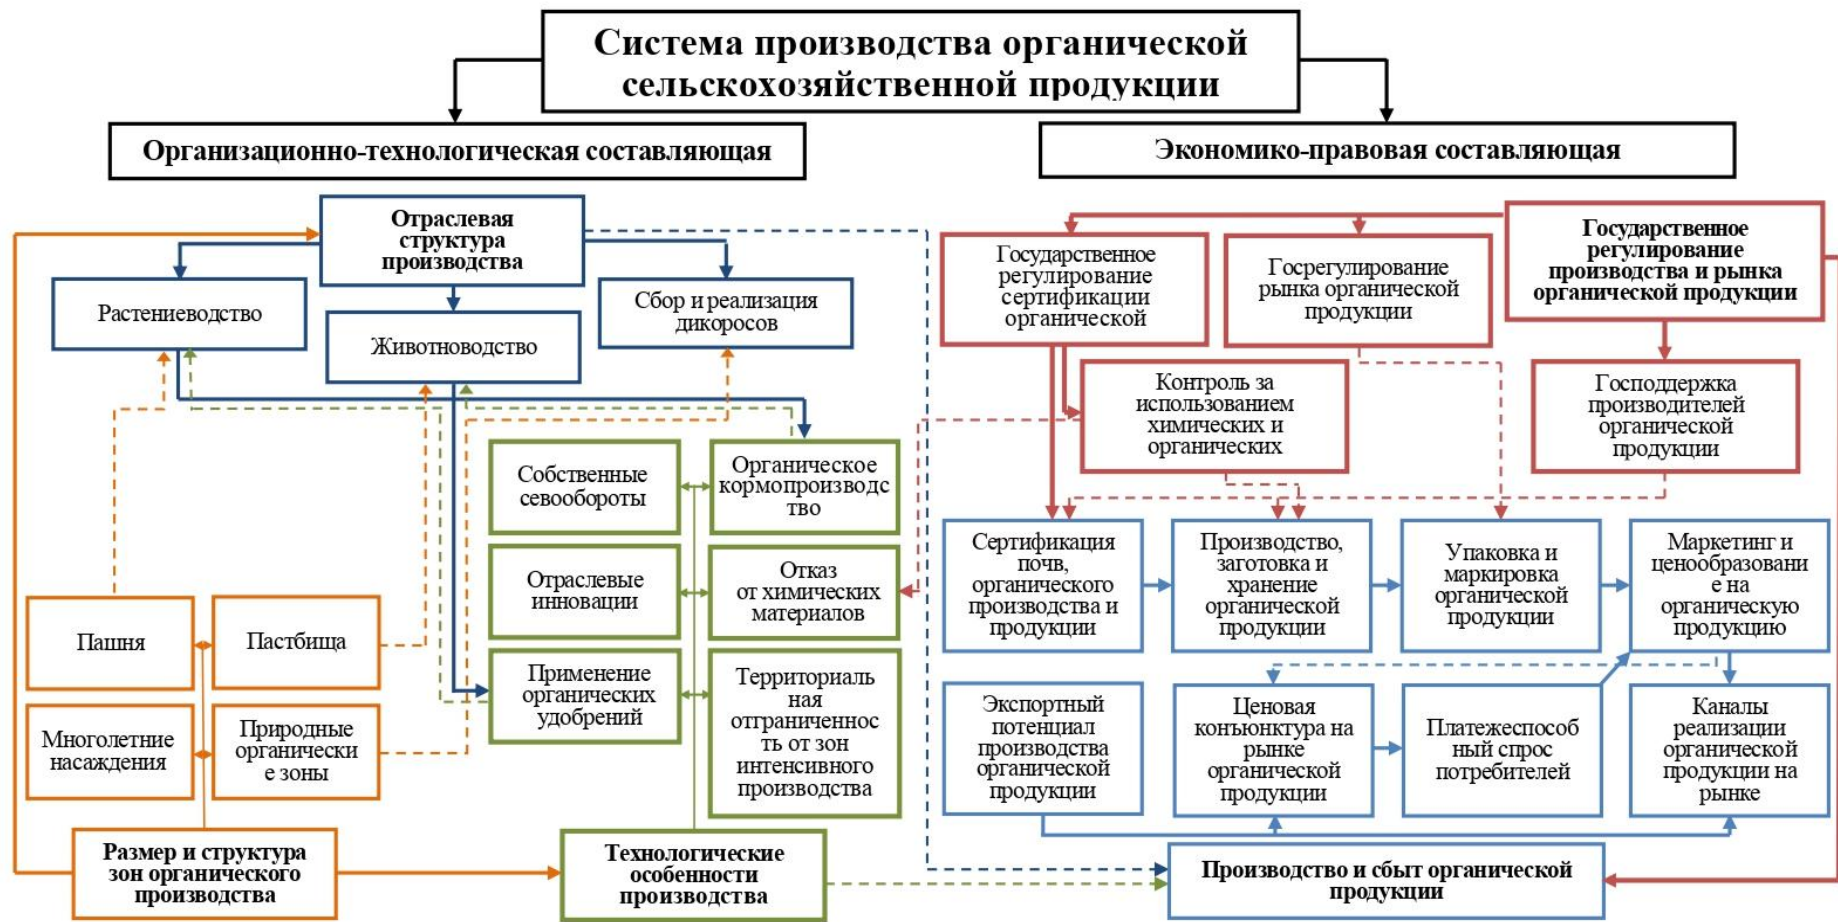 Система производства органической
сельскохозяйственной продукции
Организационно-технологическая составляющая
Экономико-правовая составляющая
Отраслевая
структура
производства
Растениеводство
Животноводство
Сбор и реализация
дикоросов
Собственные
севообороты
Органическое
кормопроизводс
тво
Отраслевые
инновации
Отказ
от химических
материалов
Применение
органических
удобрений
Территориаль
ная
отграниченнос
ть от зон
интенсивного
производства
Пашня
Пастбища
Многолетние
насаждения
Природные
органически
е зоны
Размер и структура
зон органического
производства
Технологические
особенности
производства
Государственное
регулирование
сертификации
органической
Госрегулирование
рынка органической
продукции
Государственное
регулирование
производства и рынка
органической продукции
Контроль за
использованием
химических и
органических
Господдержка
производителей
органической
продукции
Сертификация
почв,
органического
производства и
продукции
Производство,
заготовка и
хранение
органической
продукции
Упаковка и
маркировка
органической
продукции
Маркетинг и
ценообразовани
е на
органическую
продукцию
Экспортный
потенциал
производства
органической
продукции
Ценовая
конъюнктура на
рынке
органической
продукции
Платежеспособ
ный спрос
потребителей
Каналы
реализации
органической
продукции на
рынке
Производство и сбыт органической
продукции